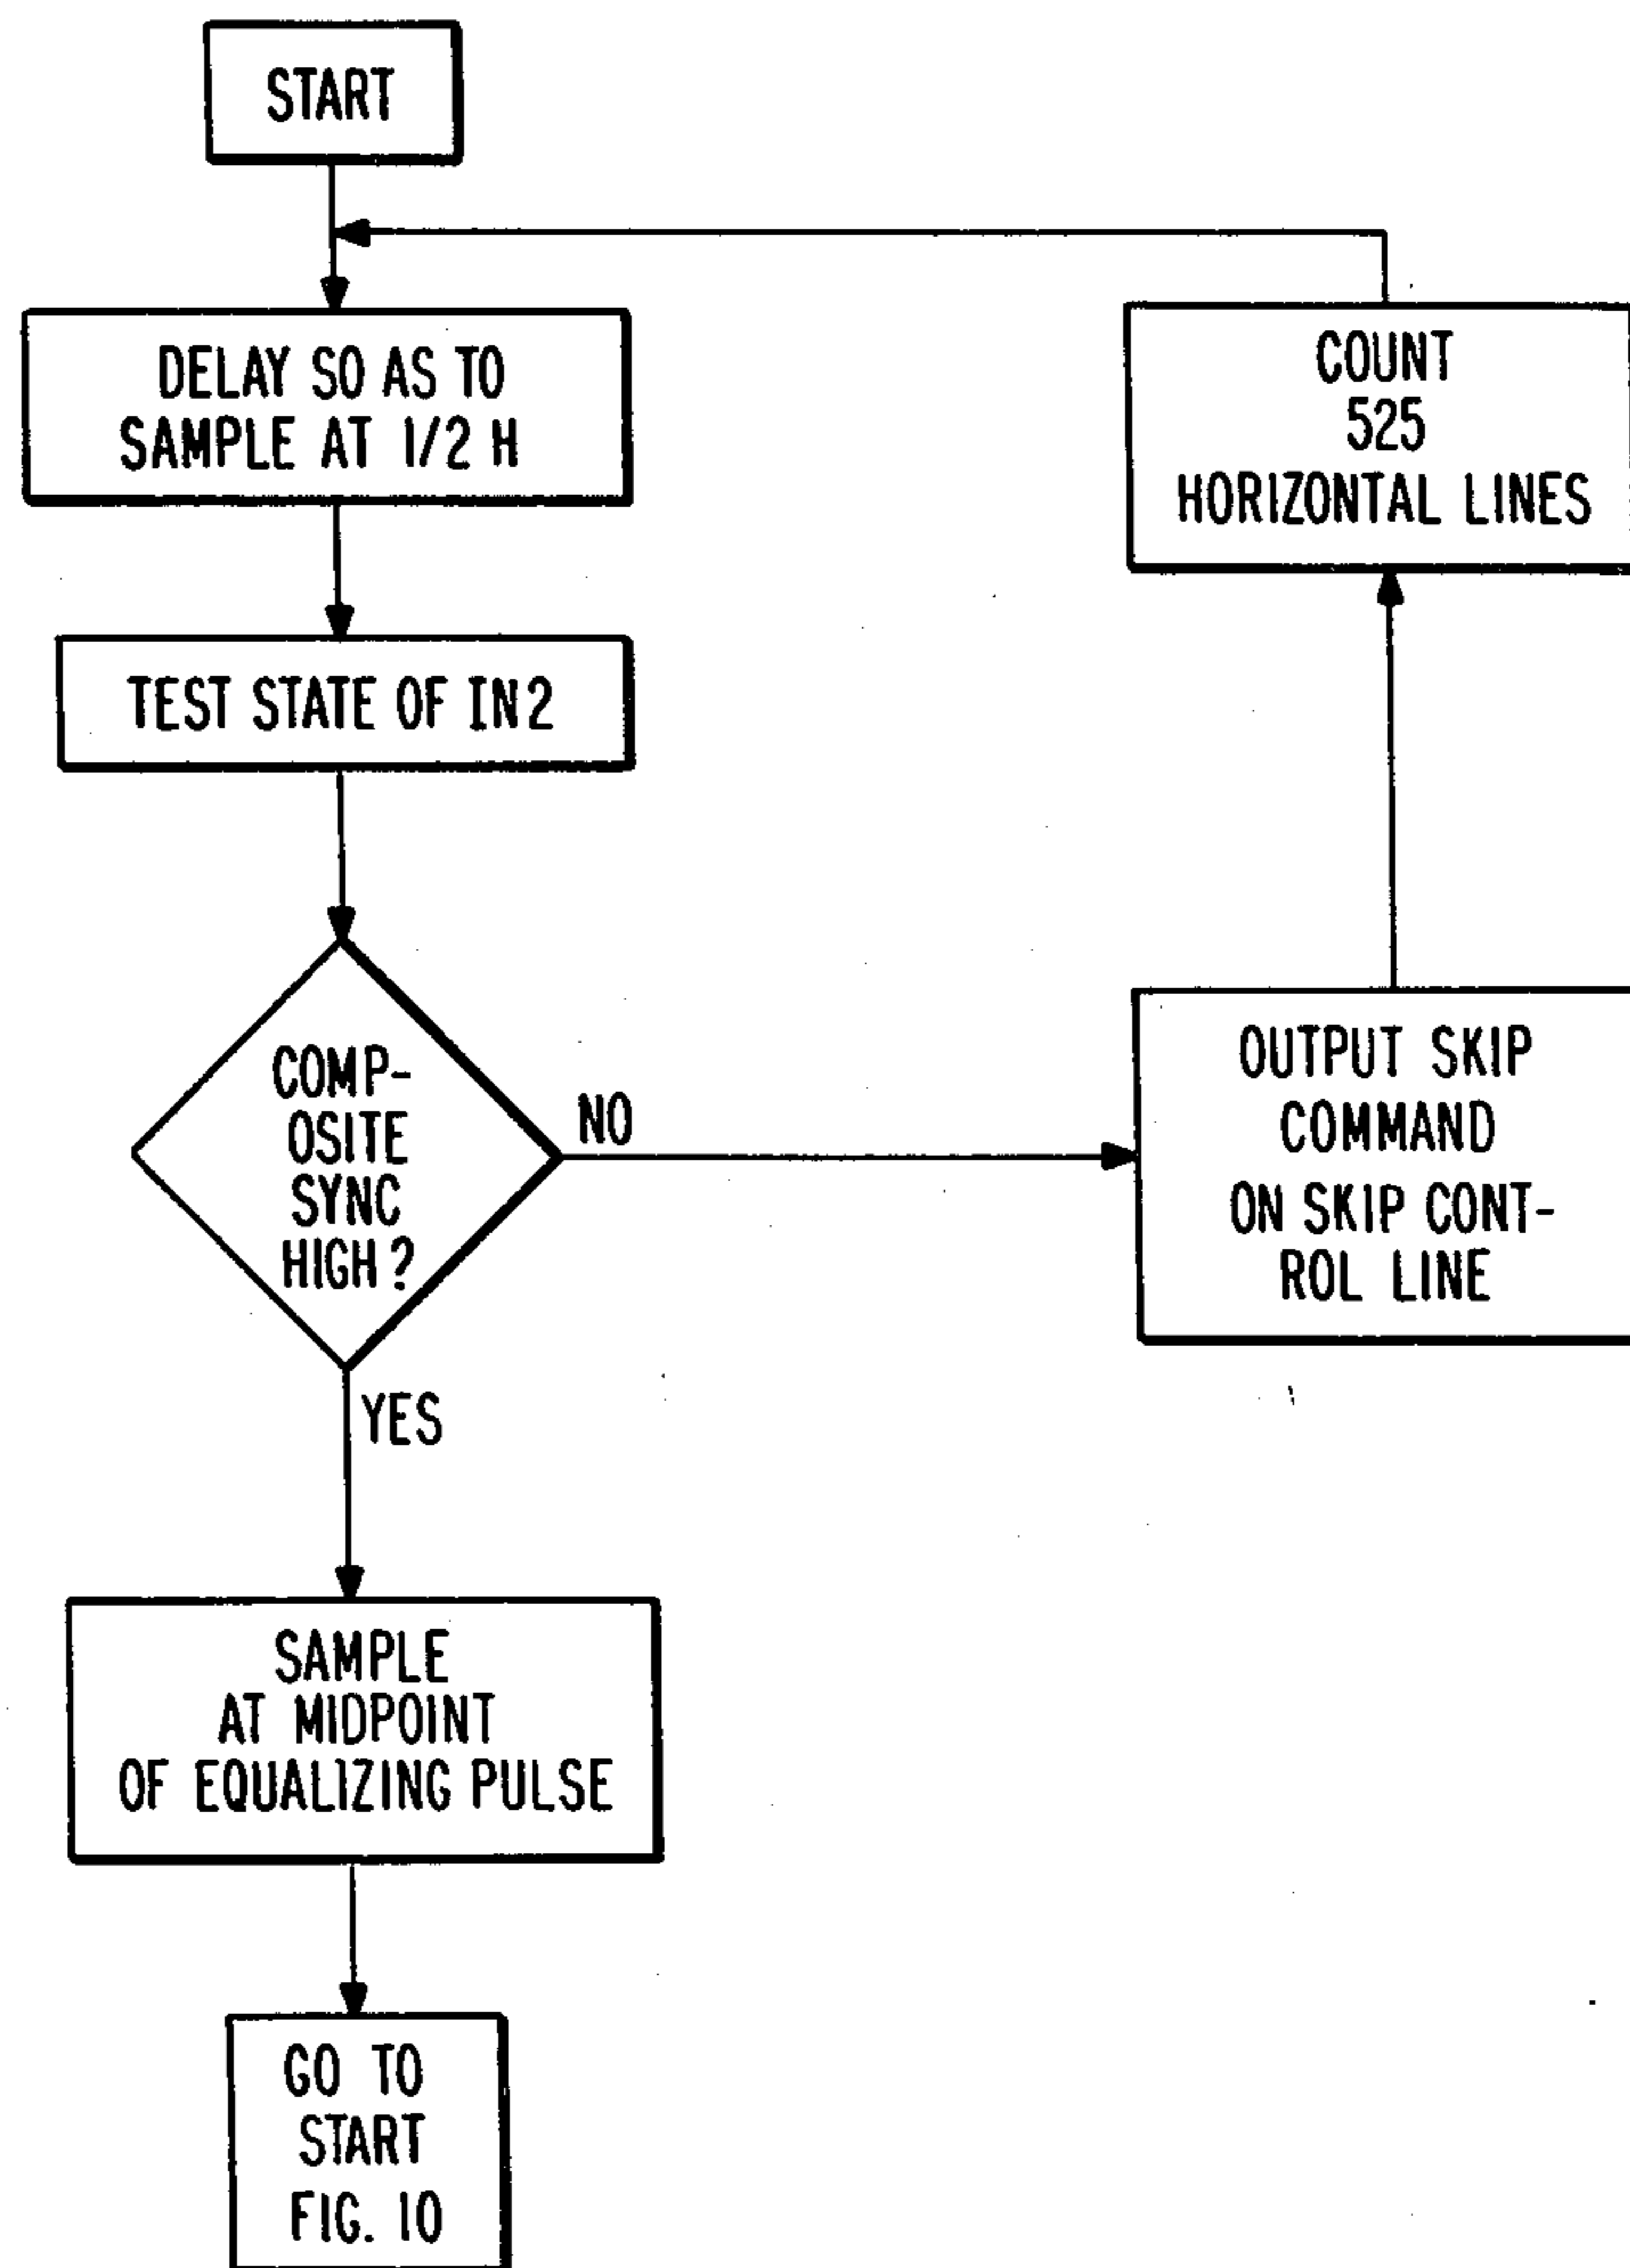 START
DELAY SO AS TO
SAMPLE AT 1/2 H
COUNT
525
HORIZONTAL LINES
TEST STATE OF IN2
COMP-
OSITE
SYNC
HIGH?
NO
OUTPUT SKIP
COMMAND
ON SKIP CONT-
ROL LINE
YES
SAMPLE
AT MIDPOINT
OF EQUALIZING PULSE
GO TO
START
FIG. 10